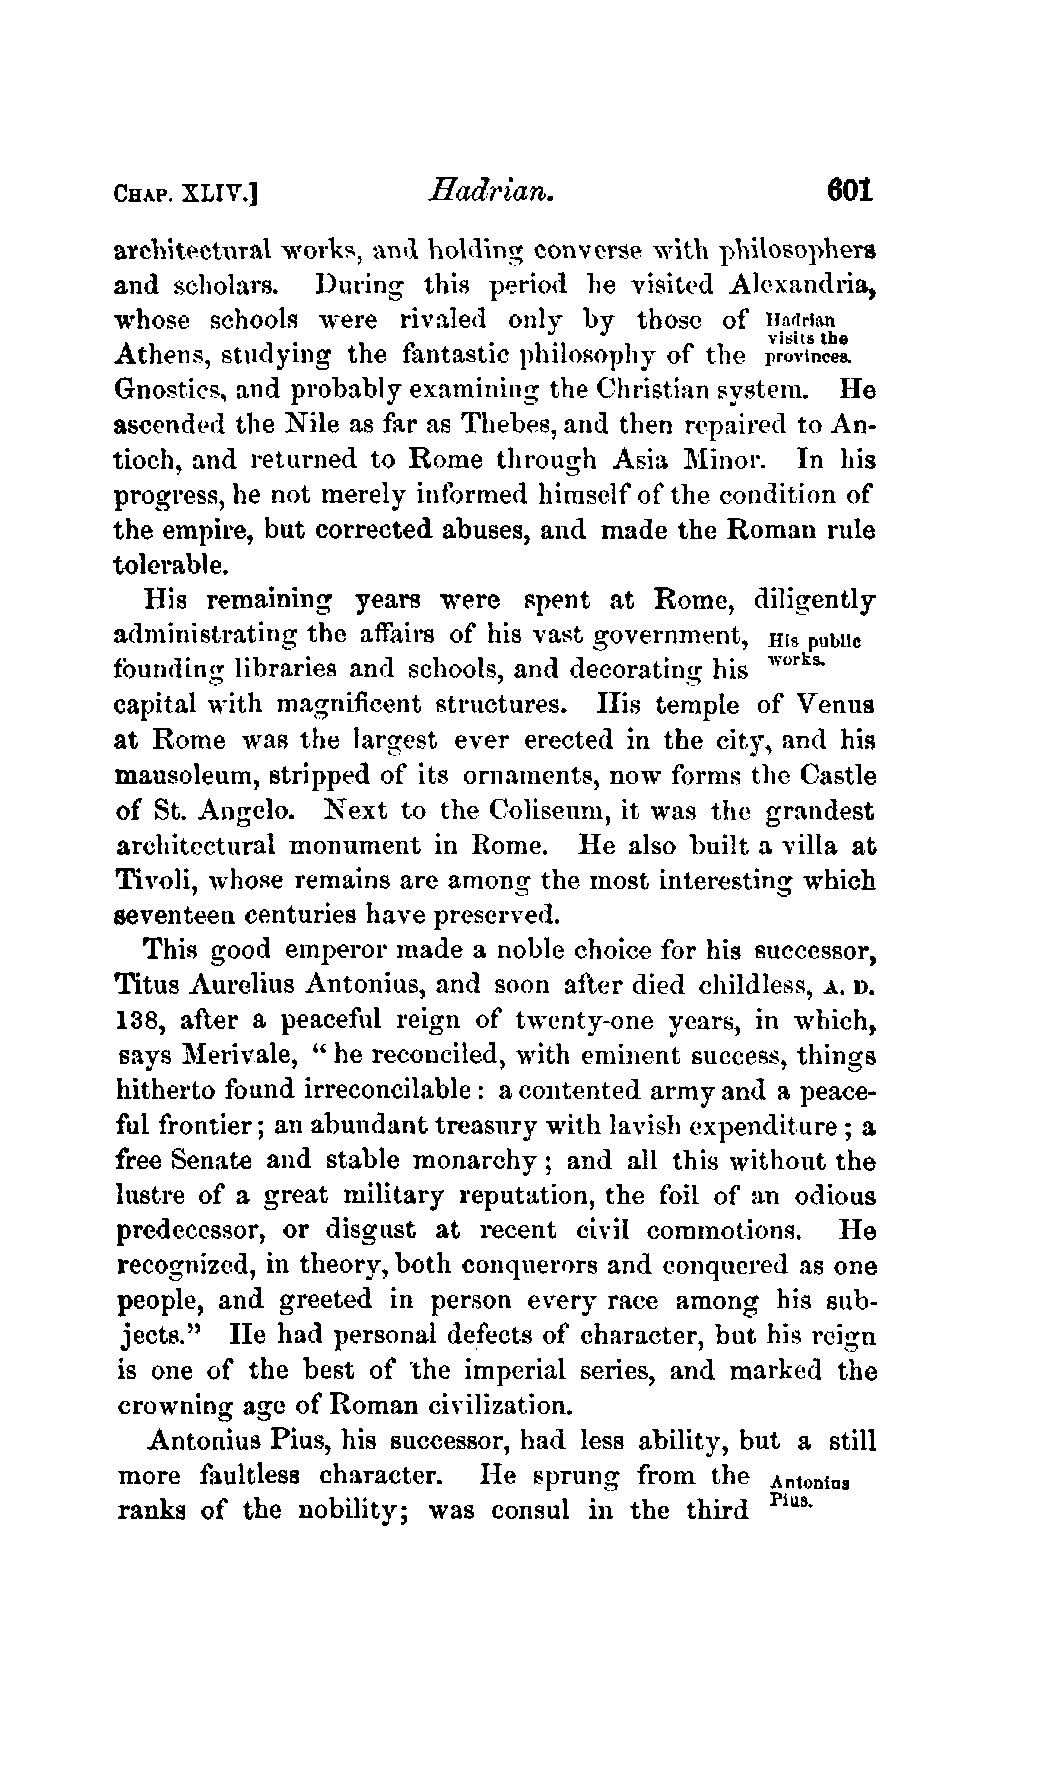 CHAP. XLIV.] Hadrian. 601
architectural works, and holding converse with philosophers
and scholars. During this period he visited Alexandria,
whose schools were rivaled only by those of
Hadrian
visits the
provinces.
Athens, studying the fantastic philosophy of the
Gnostics, and probably examining the Christian system. He
ascended the Nile as far as Thebes, and then repaired to An-
tioch, and returned to Rome through Asia Minor. In his
progress, he not merely informed himself of the condition of
the empire, but corrected abuses, and made the Roman rule
tolerable.
His remaining years were spent at Rome, diligently
administrating the affairs of his vast government,
His public
works.
founding libraries and schools, and decorating his
capital with magnificent structures. His temple of Venus
at Rome was the largest ever erected in the city, and his
mausoleum, stripped of its ornaments, now forms the Castle
of St. Angelo. Next to the Coliseum, it was the grandest
architectural monument in Rome. He also built a villa at
Tivoli, whose remains are among the most interesting which
seventeen centuries have preserved.
This good emperor made a noble choice for his successor,
Titus Aurelius Antonius, and soon after died childless, A. D.
138, after a peaceful reign of twenty-one years, in which,
says Merivale, “he reconciled, with eminent success, things
hitherto found irreconcilable: a contented army and a peace-
ful frontier; an abundant treasury with lavish expenditure; a
free Senate and stable monarchy; and all this without the
lustre of a great military reputation, the foil of an odious
predecessor, or disgust at recent civil commotions. He
recognized, in theory, both conquerors and conquered as one
people, and greeted in person every race among his sub-
jects.” He had personal defects of character, but his reign
is one of the best of the imperial series, and marked the
crowning age of Roman civilization.
Antonius Pius, his successor, had less ability, but a still
more faultless character. He sprung from the
Antonius
Pius.
ranks of the nobility; was consul in the third